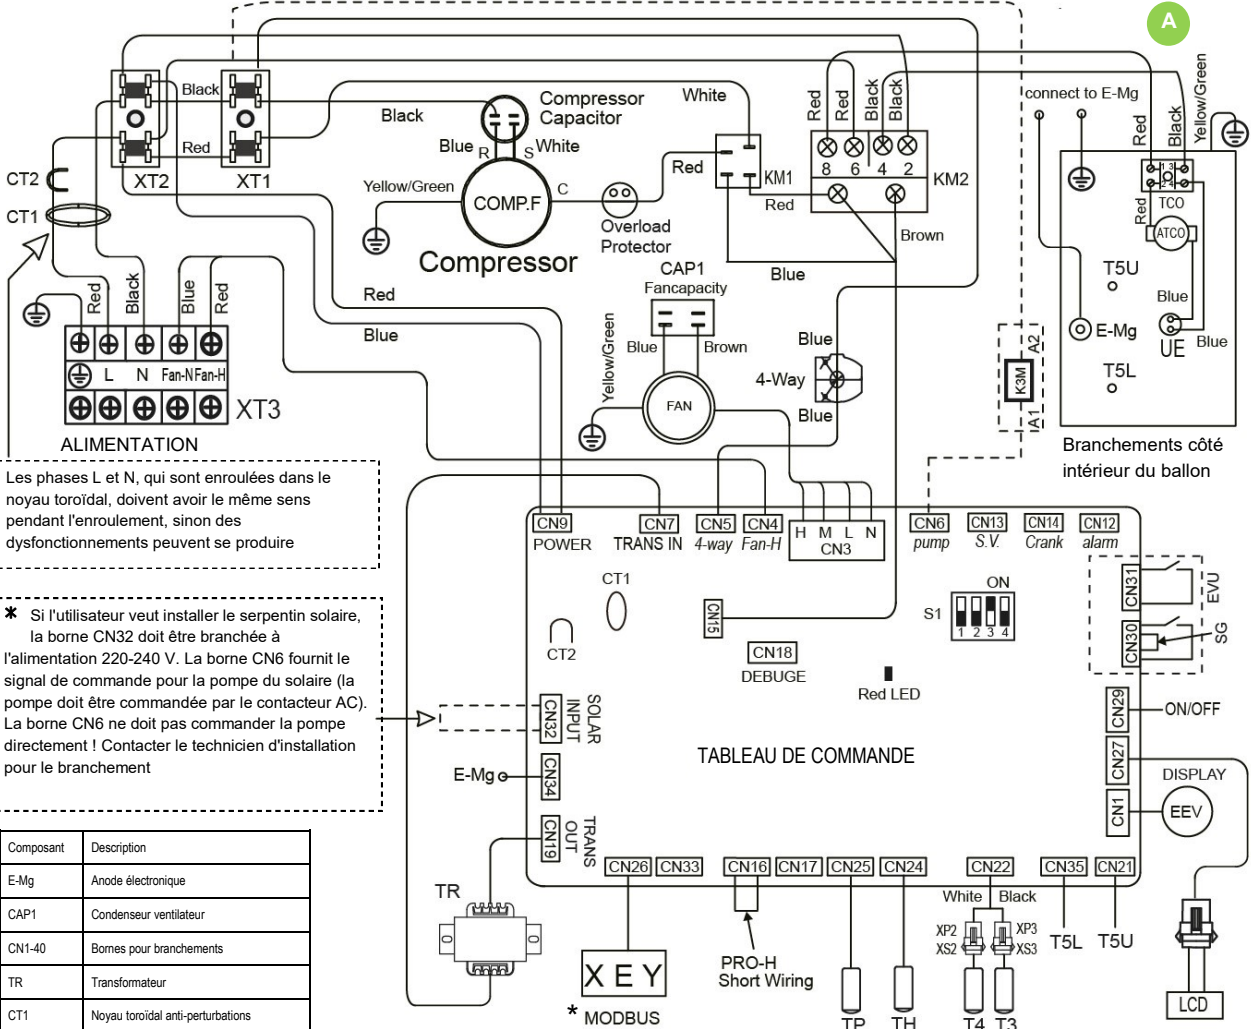 A
Black
Red
XT2
XT1
CT2
CT1
Black
Compressor
Capacitor
Blue
R
S
White
COMP.F
C
Yellow/Green
Compressor
Overload
Protector
White
Red
KM1
Red
Blue
Red
Red
Black
Black
8 6 4 2
KM2
Brown
connect to E-Mg
Red
Black
Yellow/Green
1 3
2 4
TCO
Red
ATCO
T5U
Blue
E-Mg
UE
Blue
T5L
Branchements côté
intérieur du ballon
Red
Black
Blue
Red
L N Fan-N Fan-H
XT3
ALIMENTATION
Red
Blue
CAP1
Fancapacity
Yellow/Green
Blue
Brown
FAN
Blue
4-Way
Blue
A2
K3M
A1
Les phases L et N, qui sont enroulées dans le
noyau toroïdal, doivent avoir le même sens
pendant l'enroulement, sinon des
dysfonctionnements peuvent se produire
* Si l'utilisateur veut installer le serpentin solaire,
la borne CN32 doit être branchée à
l'alimentation 220-240 V. La borne CN6 fournit le
signal de commande pour la pompe du solaire (la
pompe doit être commandée par le contacteur AC).
La borne CN6 ne doit pas commander la pompe
directement ! Contacter le technicien d'installation
pour le branchement
CN9
POWER
CN7
TRANS IN
CN5
4-way
CN4
Fan-H
H M L N
CN3
CN6
pump
CN13
S.V.
CN14
Crank
CN12
alarm
CT1
CT2
CN15
CN18
DEBUGE
Red LED
S1
ON
1 2 3 4
CN31
EVU
CN30
SG
CN29
ON/OFF
CN27
CN1
DISPLAY
EEV
LCD
CN32
SOLAR
INPUT
E-Mg
CN34
CN19
TRANS
OUT
TABLEAU DE COMMANDE
TR
CN26
CN33
CN16
CN17
CN25
CN24
CN22
CN35
CN21
White
Black
XP2
XS2
XP3
XS3
T5L
T5U
X E Y
* MODBUS
PRO-H
Short Wiring
TP
TH
T4
T3
Composant Description
E-Mg Anode électronique
CAP1 Condenseur ventilateur
CN1-40 Bornes pour branchements
TR Transformateur
CT1 Noyau toroïdal anti-perturbations